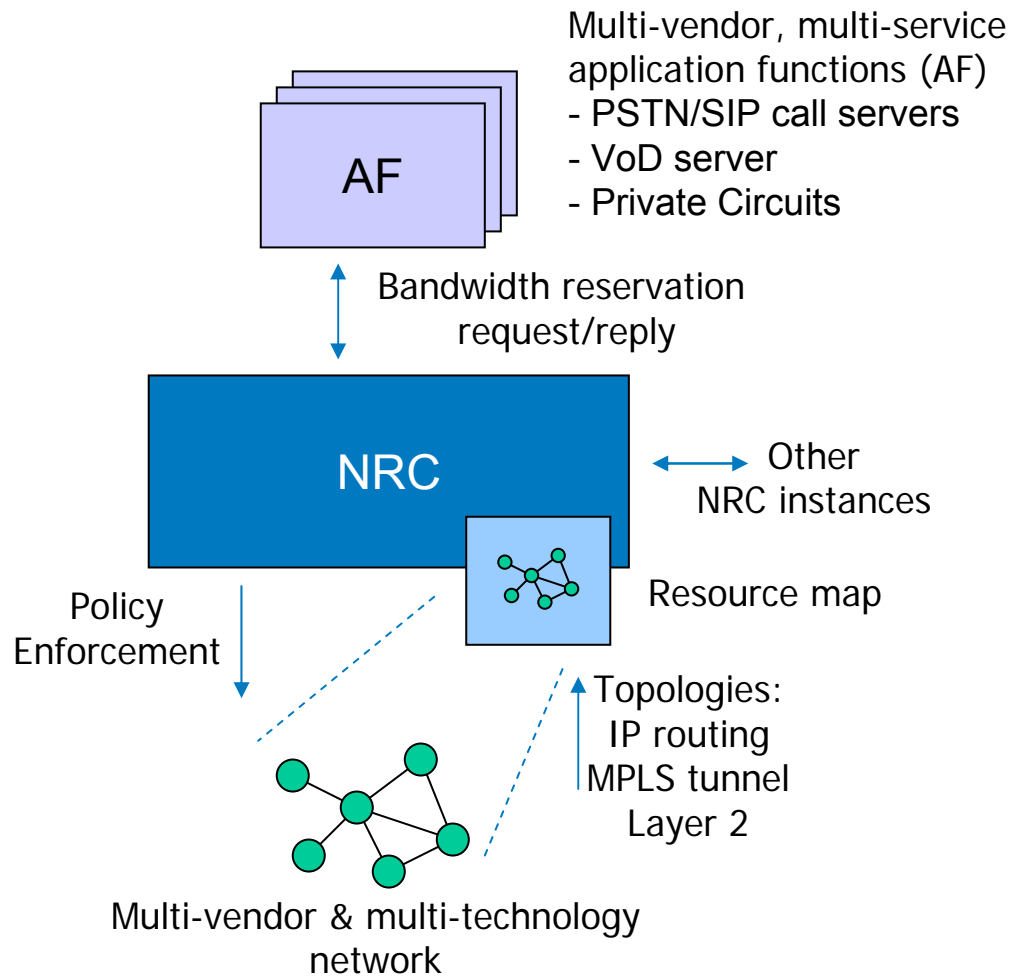 Multi-vendor, multi-service
application functions (AF)
- PSTN/SIP call servers
- VoD server
- Private Circuits
AF
Bandwidth reservation
request/reply
NRC
Other
NRC instances
Resource map
Policy
Enforcement
Topologies:
IP routing
MPLS tunnel
Layer 2
Multi-vendor & multi-technology
network